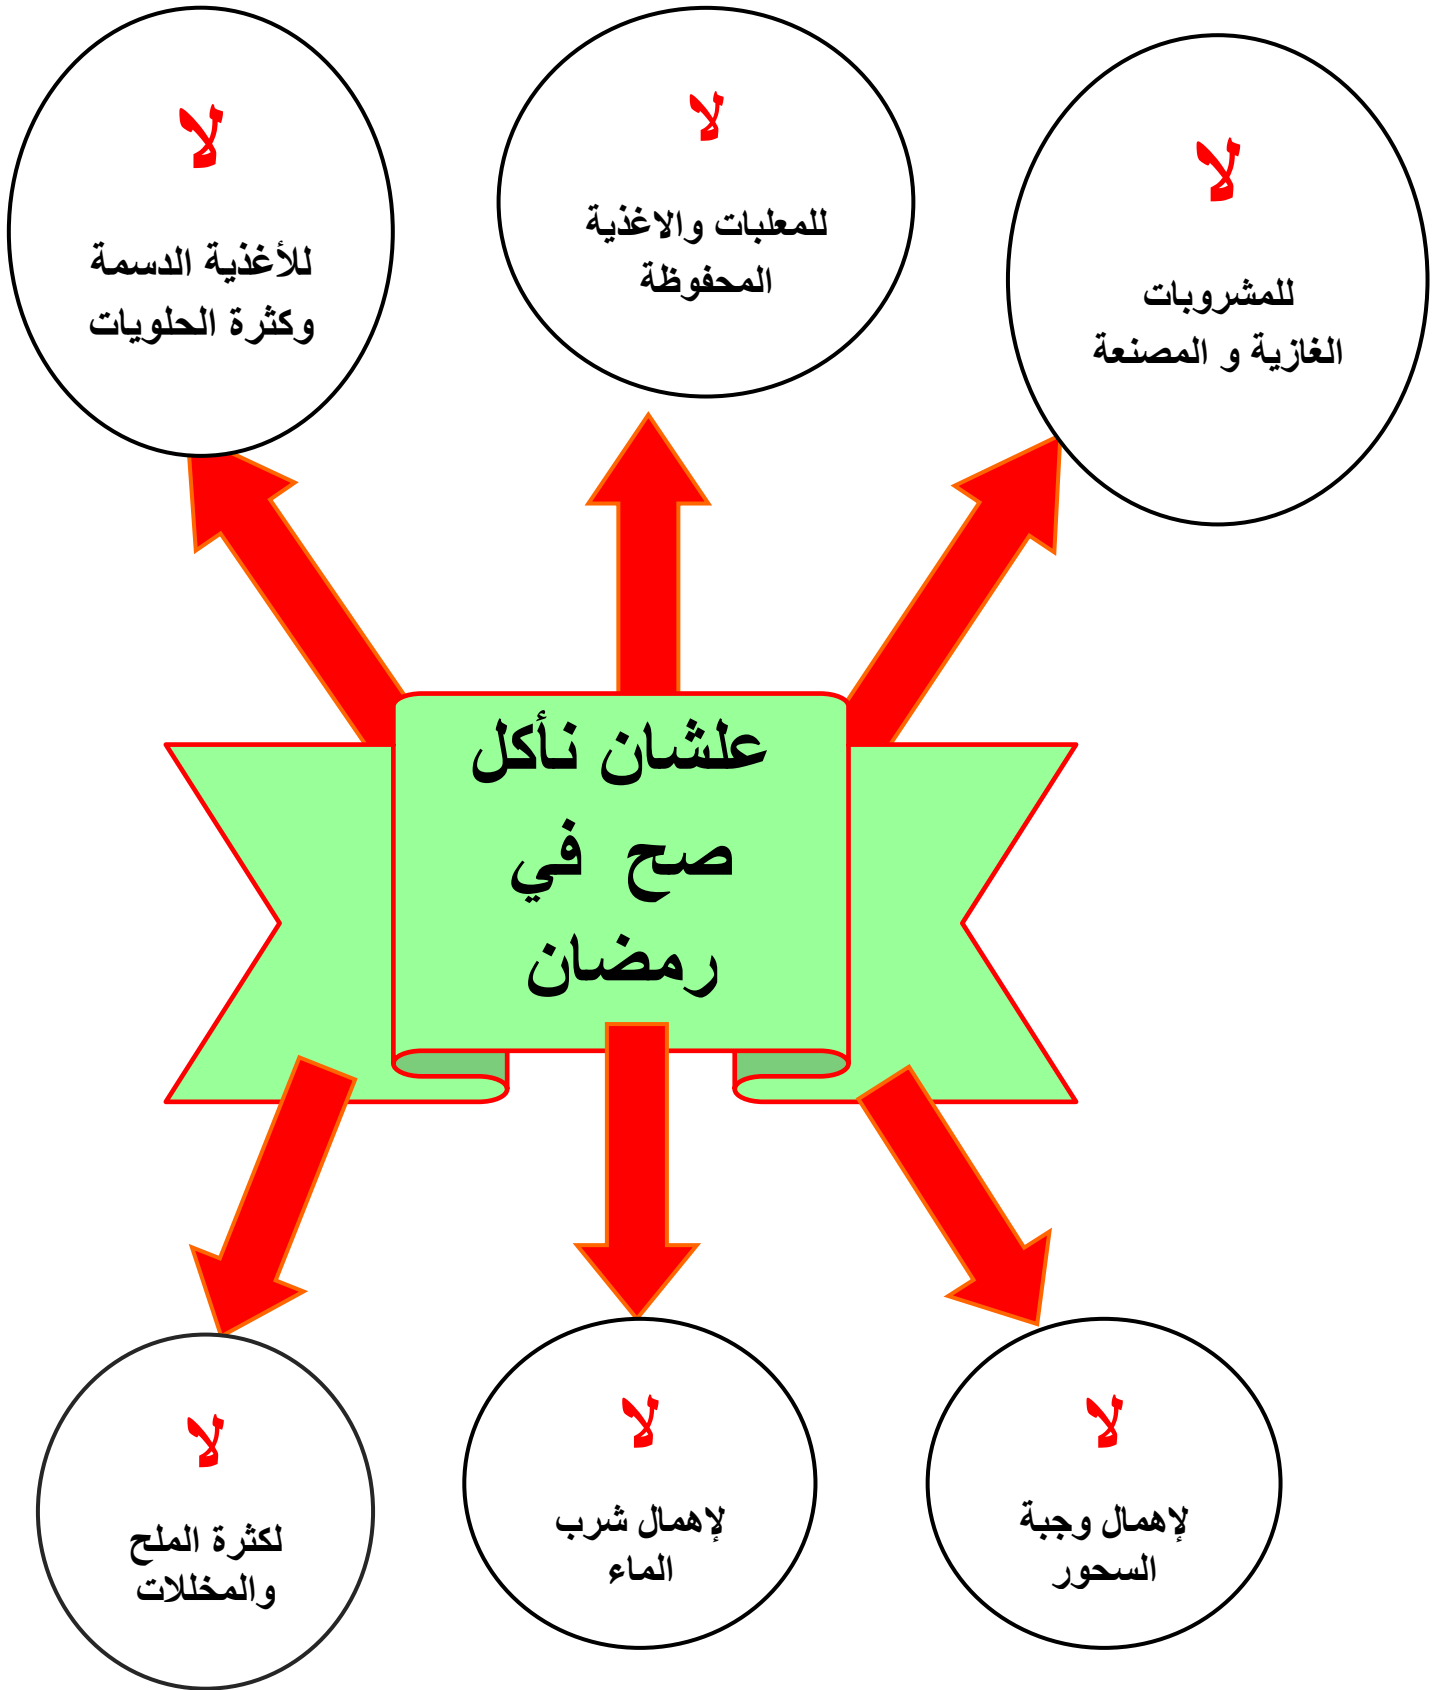 لا
للمشروبات
الغازية و المصنعة
لا
للمعلبات والاغذية
المحفوظة
لا
للأغذية الدسمة
وكثرة الحلويات
علشان نأكل
صح في
رمضان
لا
لإهمال وجبة
السحور
لا
لإهمال شرب
الماء
لا
لكثرة الملح
والمخللات